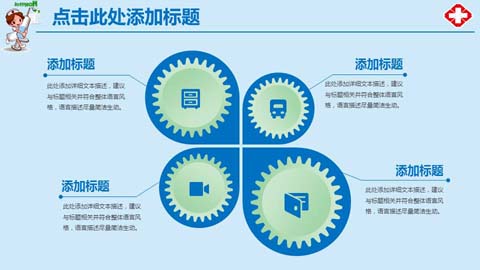 点击此处添加标题
添加标题
此处添加详细文本描述，建议
与标题相关并符合整体语言风
格，语言描述尽量简洁生动。
添加标题
此处添加详细文本描述，建议
与标题相关并符合整体语言风
格，语言描述尽量简洁生动。
添加标题
此处添加详细文本描述，建议
与标题相关并符合整体语言风
格，语言描述尽量简洁生动。
添加标题
此处添加详细文本描述，建议
与标题相关并符合整体语言风
格，语言描述尽量简洁生动。